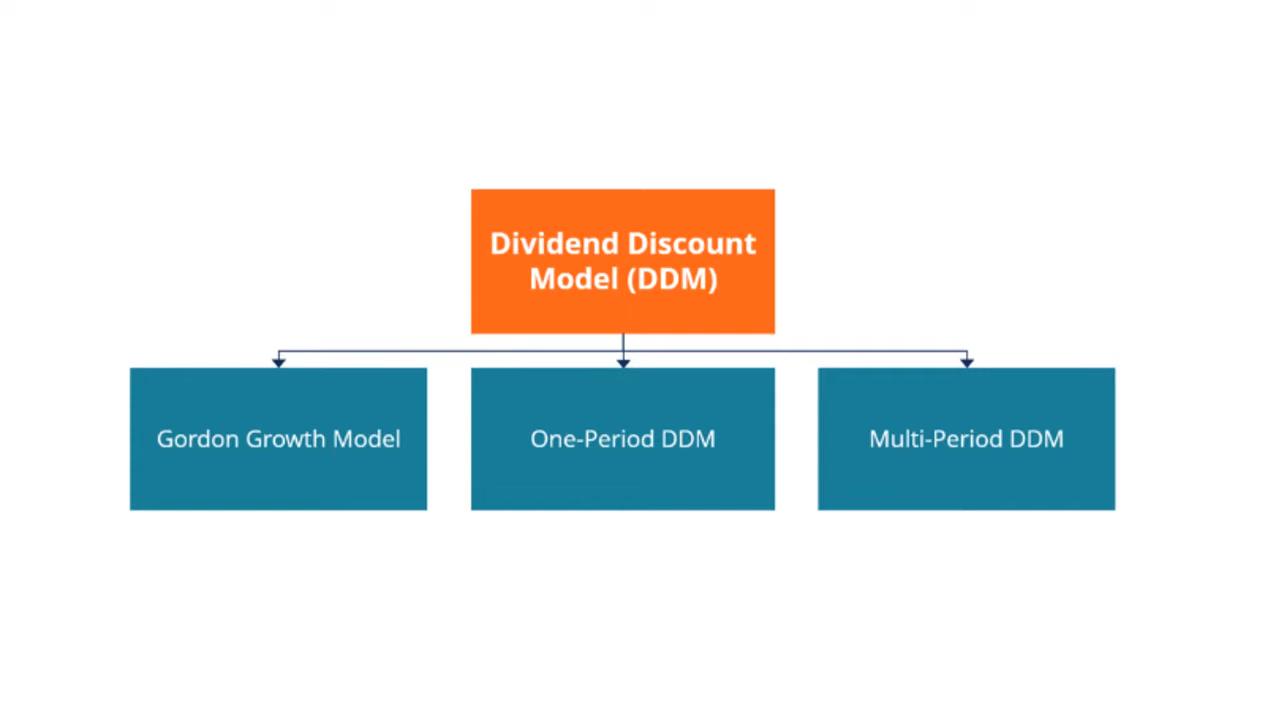 Dividend Discount
Model (DDM)
Gordon Growth Model
One-Period DDM
Multi-Period DDM